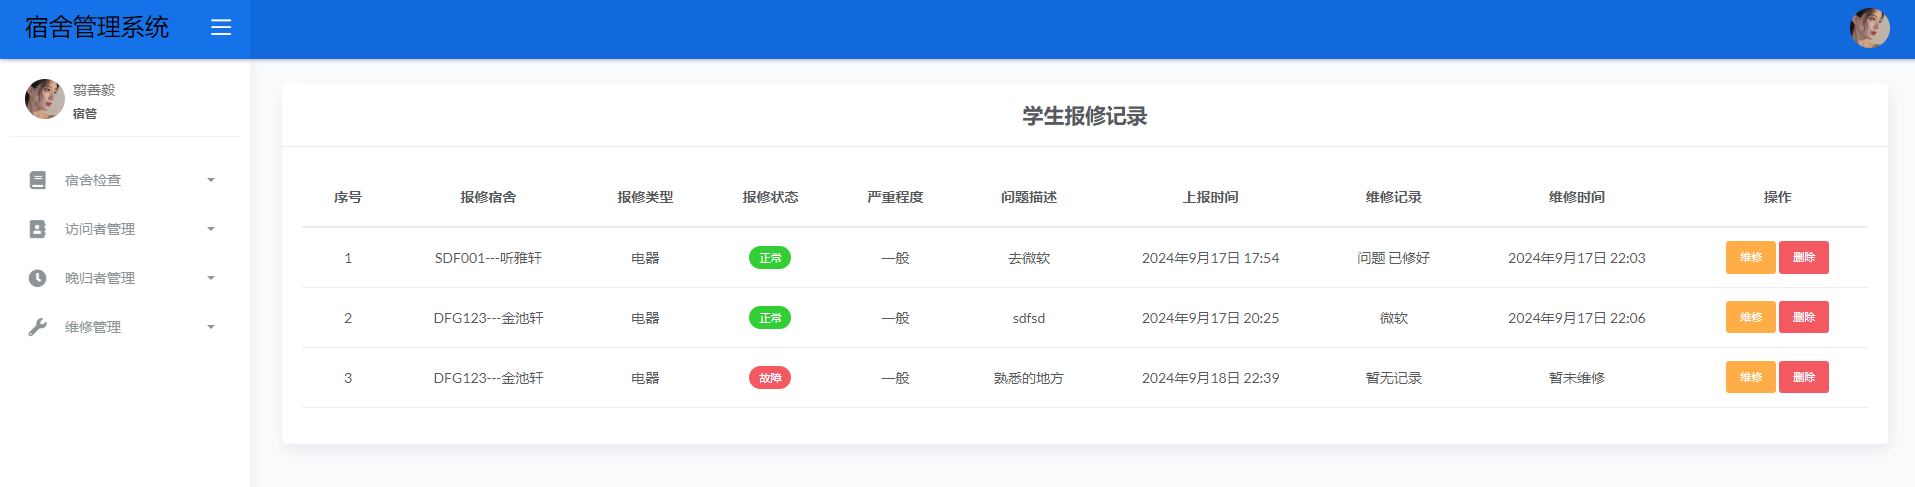 宿舍管理系统
翦善毅
宿管
宿舍检查
访问者管理
晚归者管理
维修管理
学生报修记录
序号 报修宿舍 报修类型 报修状态 严重程度 问题描述 上报时间 维修记录 维修时间 操作
1 SDF001---听雅轩 电器 正常 一般 去微软 2024年9月17日 17:54 问题 已修好 2024年9月17日 22:03 维修 删除
2 DFG123---金池轩 电器 正常 一般 sdfsd 2024年9月17日 20:25 微软 2024年9月17日 22:06 维修 删除
3 DFG123---金池轩 电器 故障 一般 熟悉的地方 2024年9月18日 22:39 暂无记录 暂未维修 维修 删除